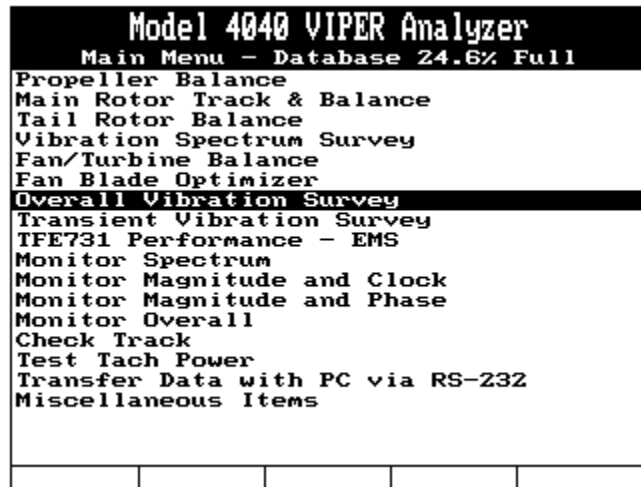 Model 4040 VIPER Analyzer
Main Menu - Database 24.6% Full
Propeller Balance
Main Rotor Track & Balance
Tail Rotor Balance
Vibration Spectrum Survey
Fan/Turbine Balance
Fan Blade Optimizer
Overall Vibration Survey
Transient Vibration Survey
TFE731 Performance - EMS
Monitor Spectrum
Monitor Magnitude and Clock
Monitor Magnitude and Phase
Monitor Overall
Check Track
Test Tach Power
Transfer Data with PC via RS-232
Miscellaneous Items